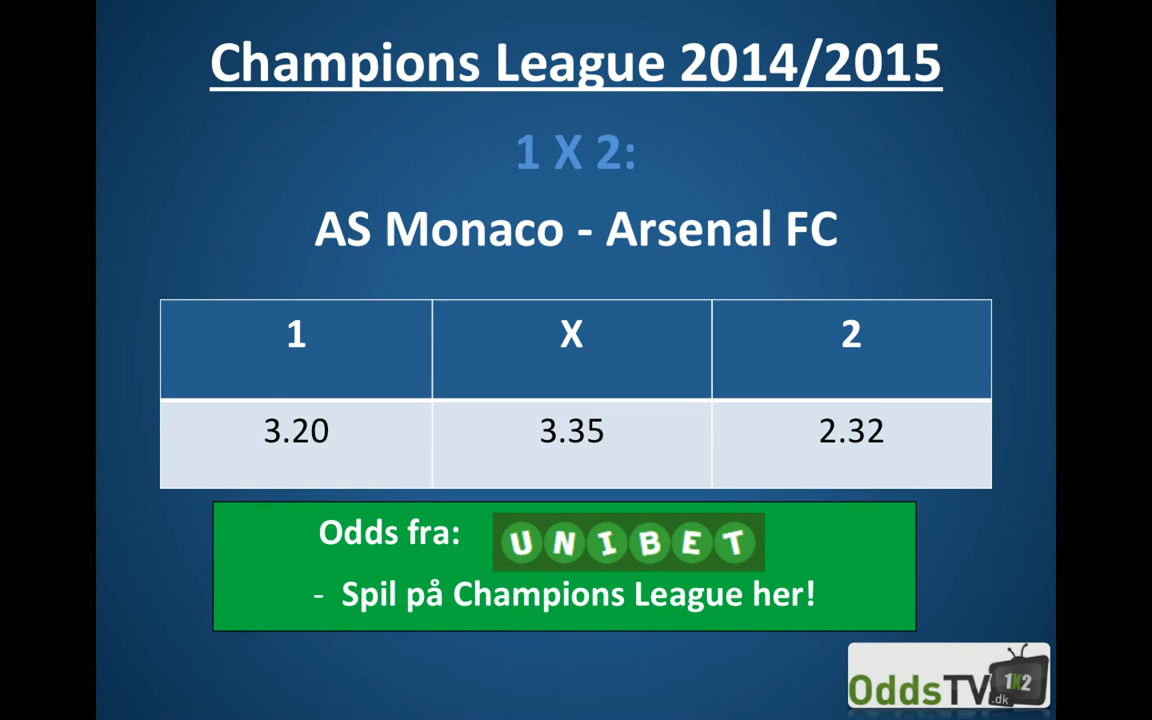 Champions League 2014/2015
1 X 2:
AS Monaco - Arsenal FC
1 X 2
3.20 3.35 2.32
Odds fra: UNIBET
- Spil på Champions League her!
OddsTV.dk 1X2